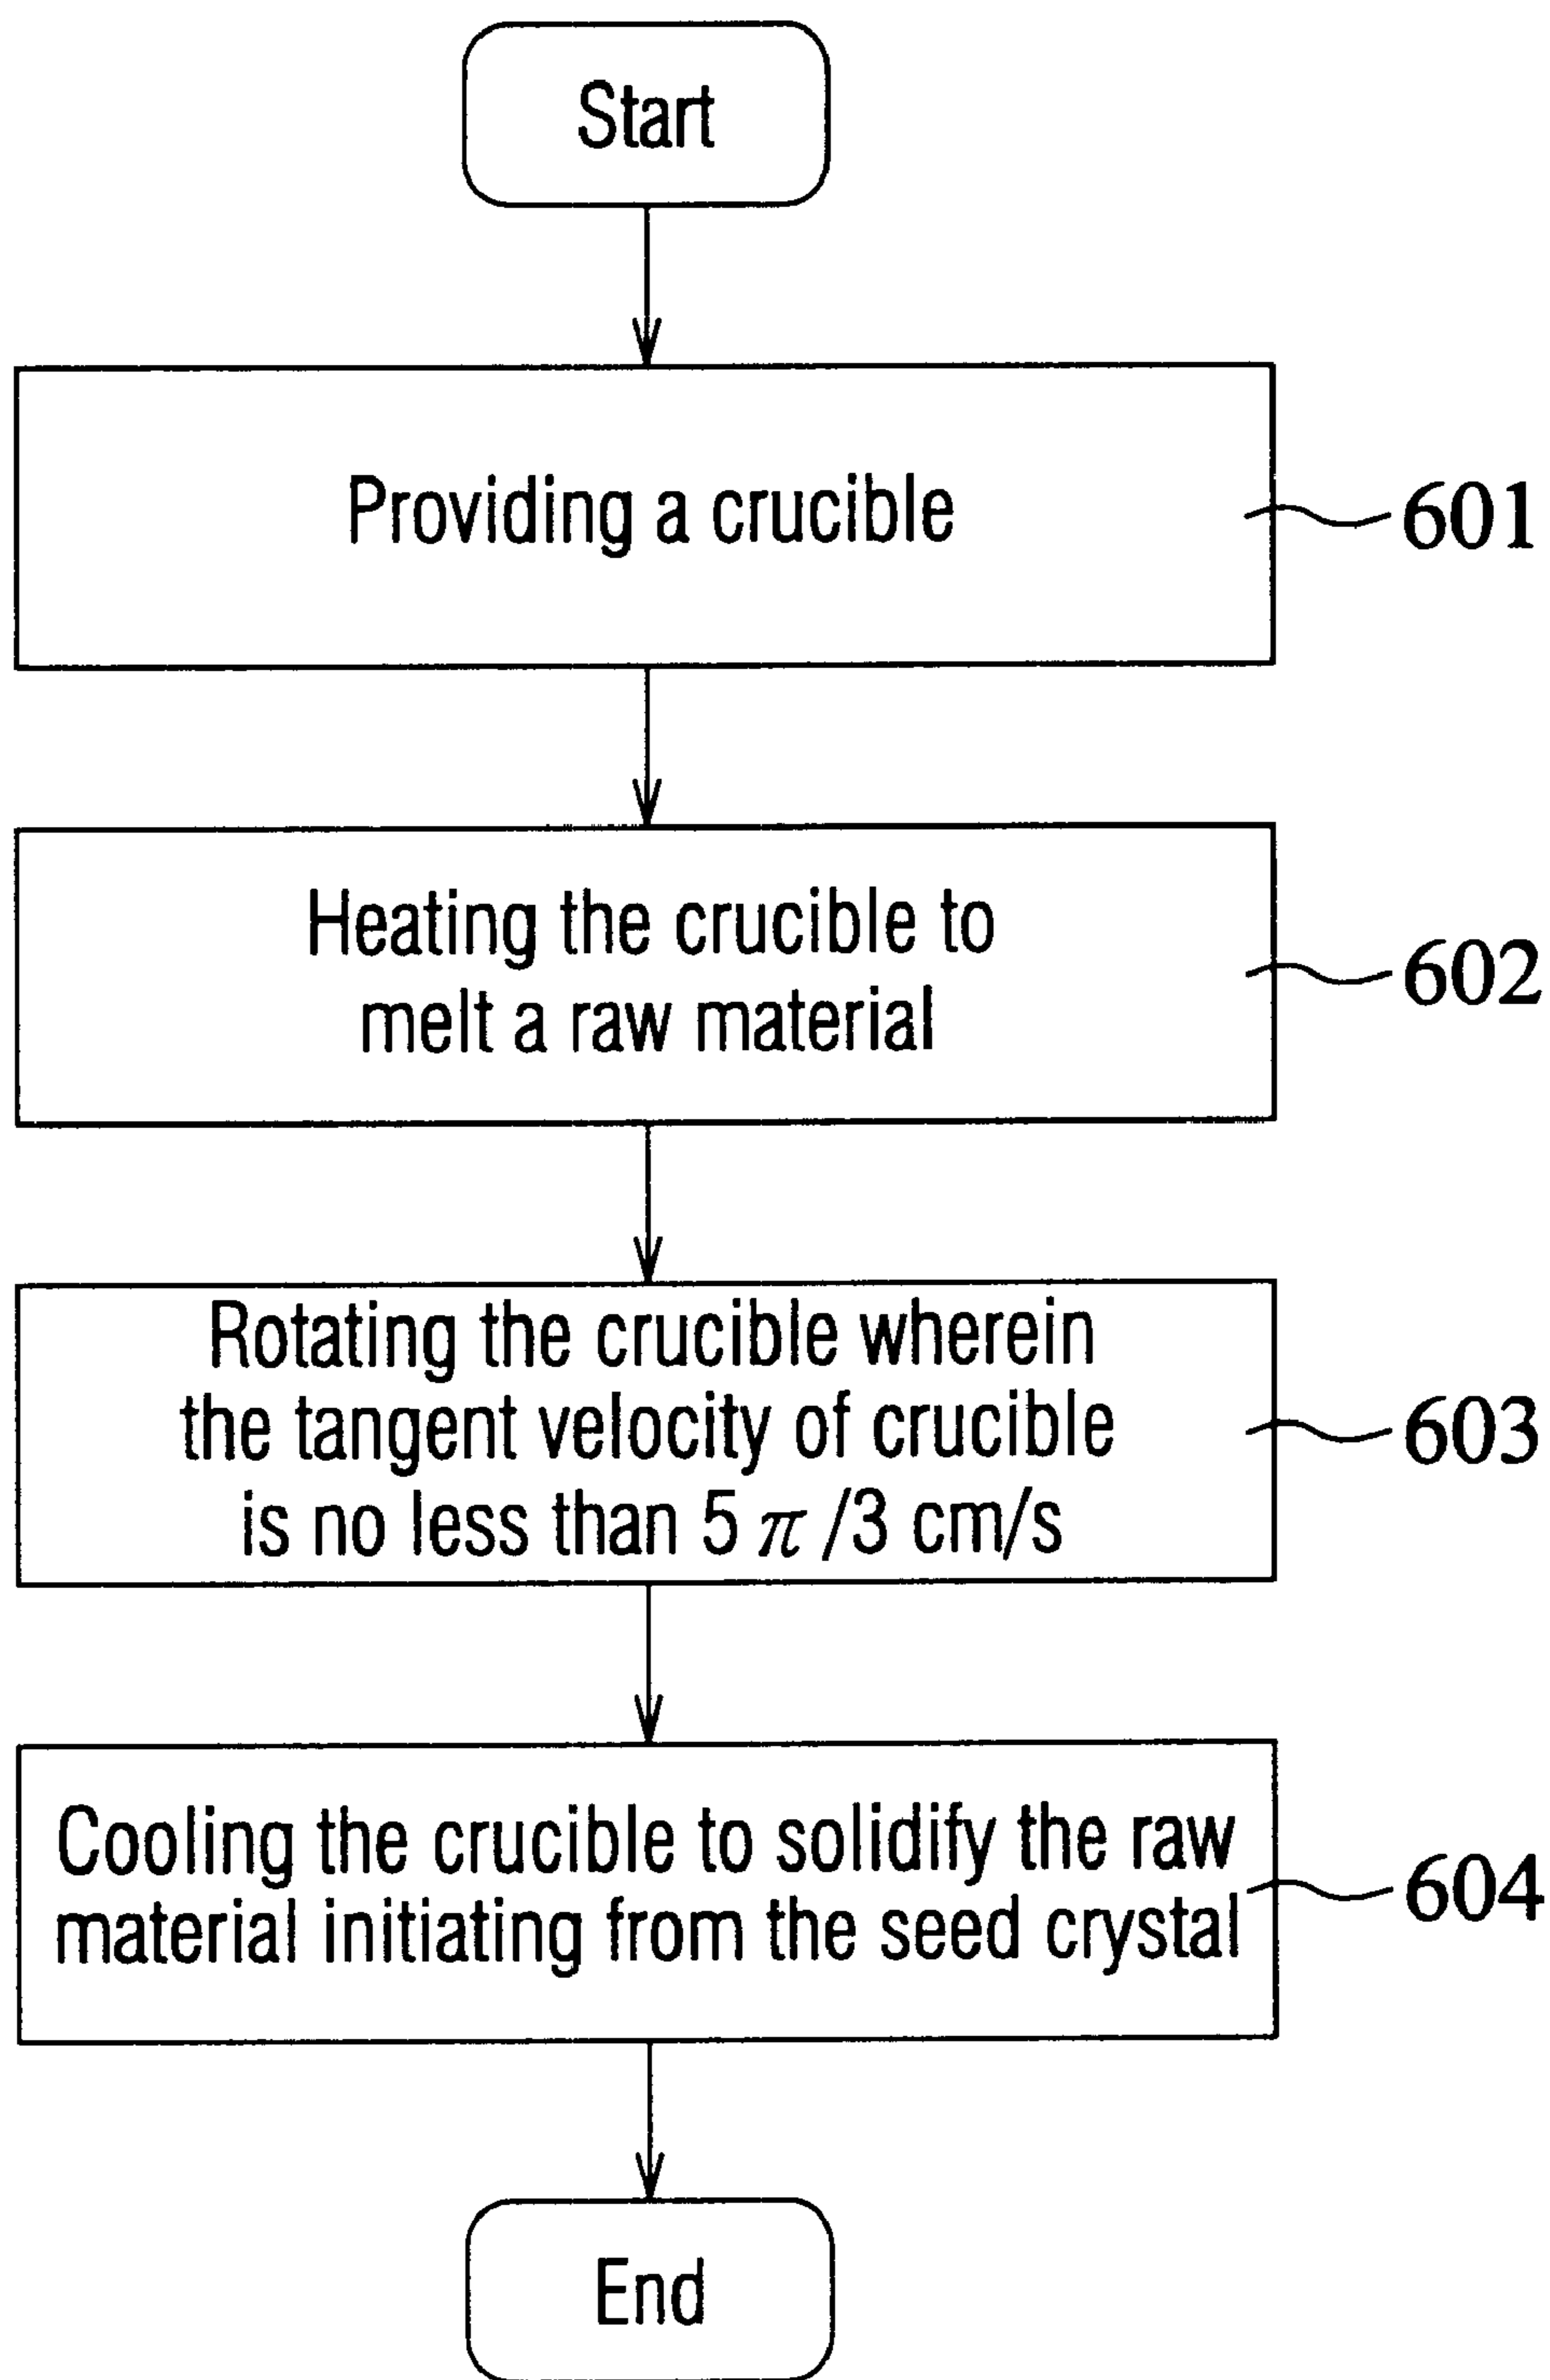 Start
Providing a crucible
601
Heating the crucible to
melt a raw material
602
Rotating the crucible wherein
the tangent velocity of crucible
is no less than 5 π /3 cm/s
603
Cooling the crucible to solidify the raw
material initiating from the seed crystal
604
End